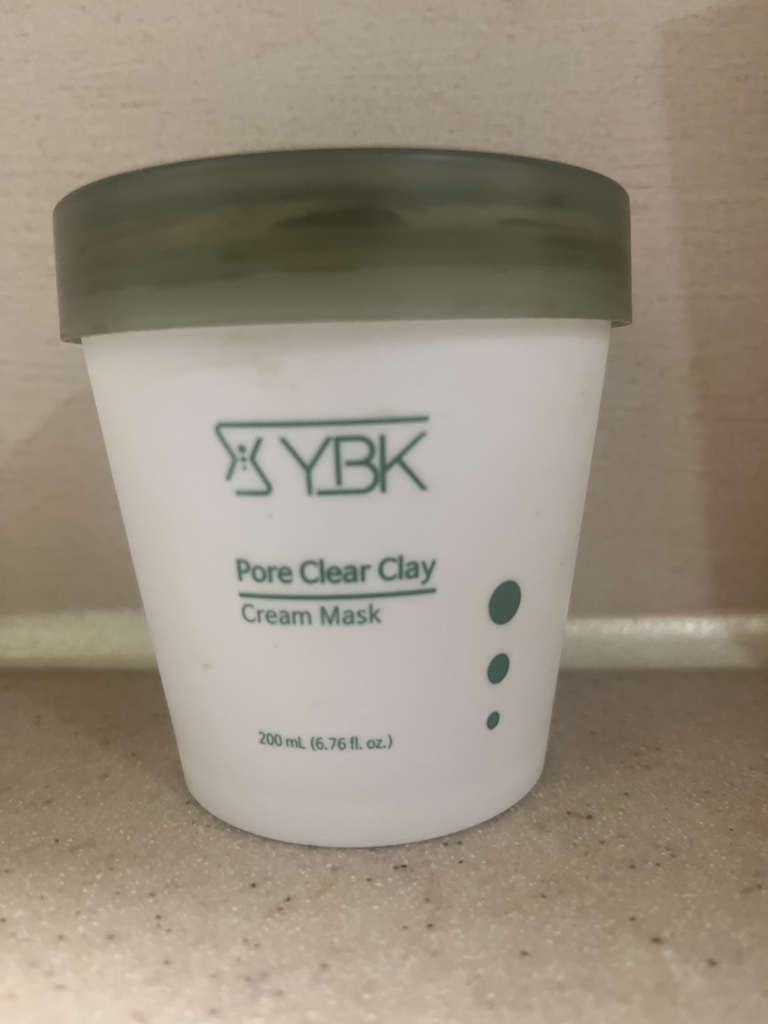 YBK
Pore Clear Clay
Cream Mask
200 mL (6.76 fl. oz.)